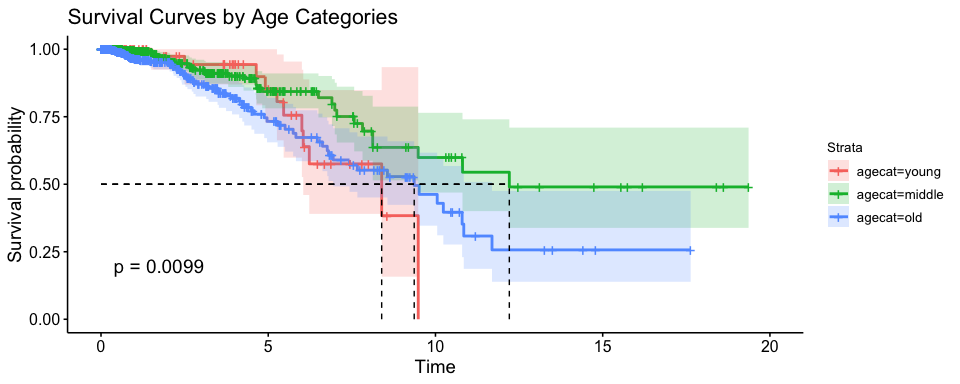 Survival Curves by Age Categories
Survival probability
1.00
0.75
0.50
0.25
0.00
p = 0.0099
0 5 10 15 20
Time
Strata
agecat=young
agecat=middle
agecat=old